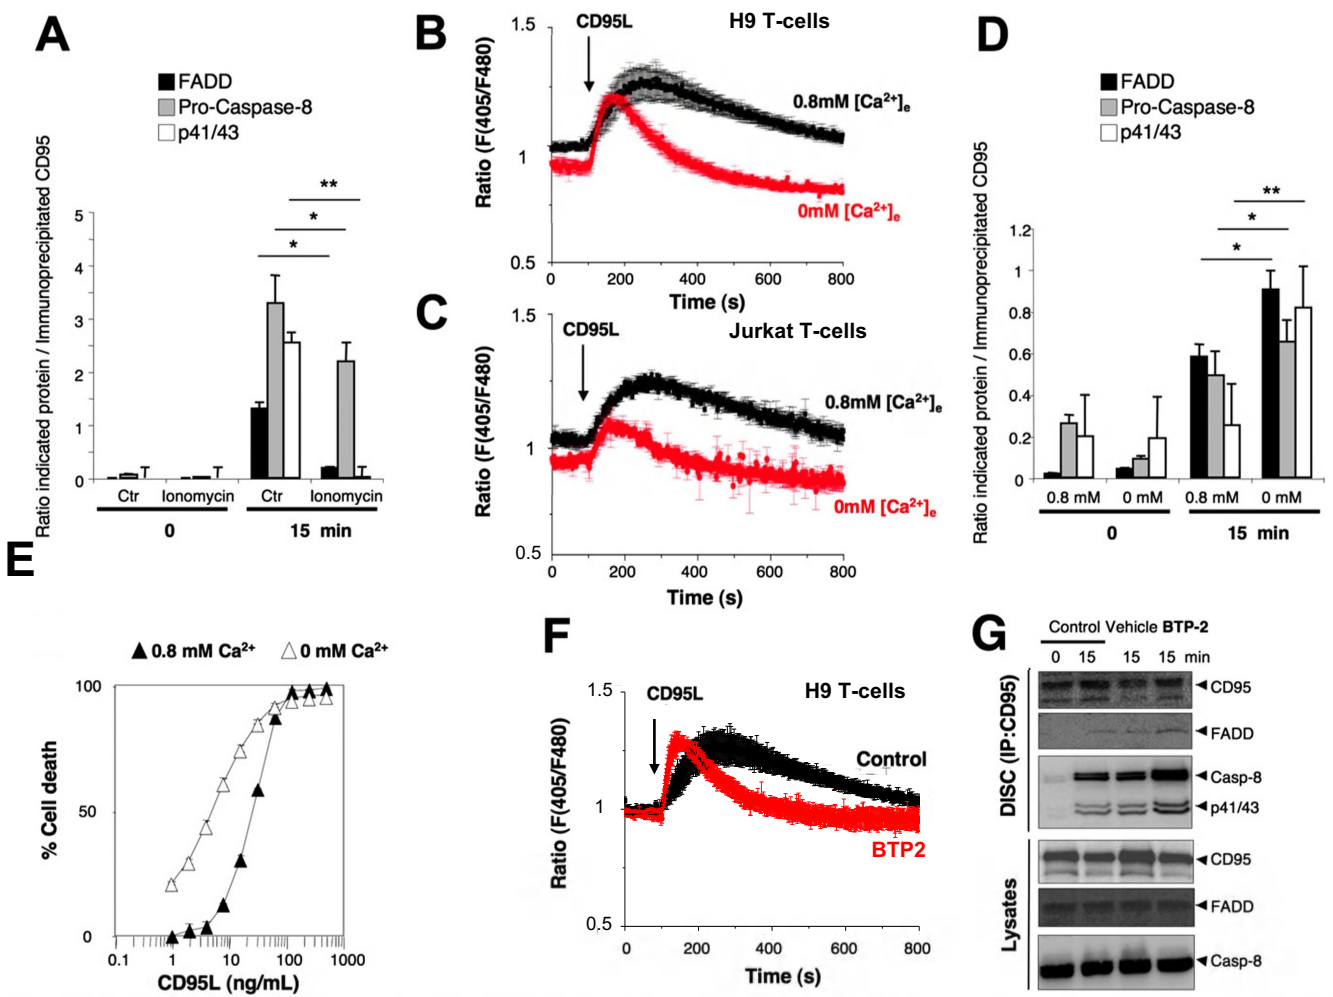 A
FADD
Pro-Caspase-8
p41/43
Ratio indicated protein / Immunoprecipitated CD95
5
4
3
2
1
0
**
*
*
Ctr Ionomycin Ctr Ionomycin
0 15 min
B
H9 T-cells
CD95L
Ratio (F(405/F480)
1.5
1
0.5
0.8mM [Ca²⁺]e
0mM [Ca²⁺]e
0 200 400 600 800
Time (s)
C
Jurkat T-cells
CD95L
Ratio (F(405/F480)
1.5
1
0.5
0.8mM [Ca²⁺]e
0mM [Ca²⁺]e
0 200 400 600 800
Time (s)
D
FADD
Pro-Caspase-8
p41/43
Ratio indicated protein / Immunoprecipitated CD95
1.2
1
0.8
0.6
0.4
0.2
0
**
*
*
0.8 mM 0 mM 0.8 mM 0 mM
0 15 min
E
0.8 mM Ca²⁺ 0 mM Ca²⁺
% Cell death
100
50
0
0.1 1 10 100 1000
CD95L (ng/mL)
F
H9 T-cells
CD95L
Ratio (F(405/F480)
1.5
1
0.5
Control
BTP2
0 200 400 600 800
Time (s)
G
Control Vehicle BTP-2
0 15 15 15 min
DISC (IP:CD95)
CD95
FADD
Casp-8
p41/43
Lysates
CD95
FADD
Casp-8